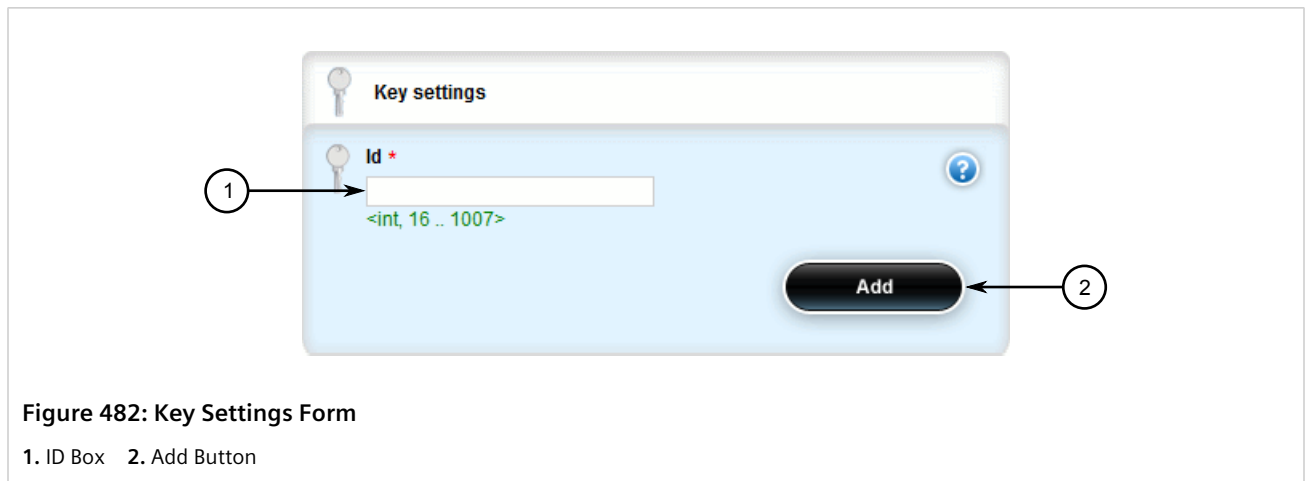 Key settings
Id *
1
<int, 16 .. 1007>
Add
2
Figure 482: Key Settings Form
1. ID Box 2. Add Button